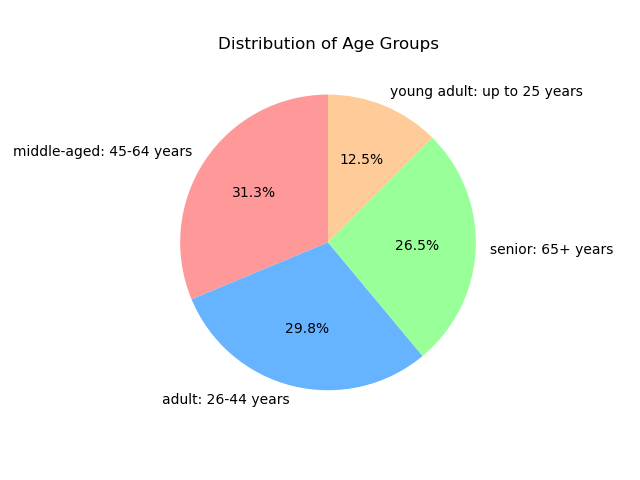 Distribution of Age Groups
young adult: up to 25 years
middle-aged: 45-64 years
12.5%
31.3%
26.5%
senior: 65+ years
29.8%
adult: 26-44 years